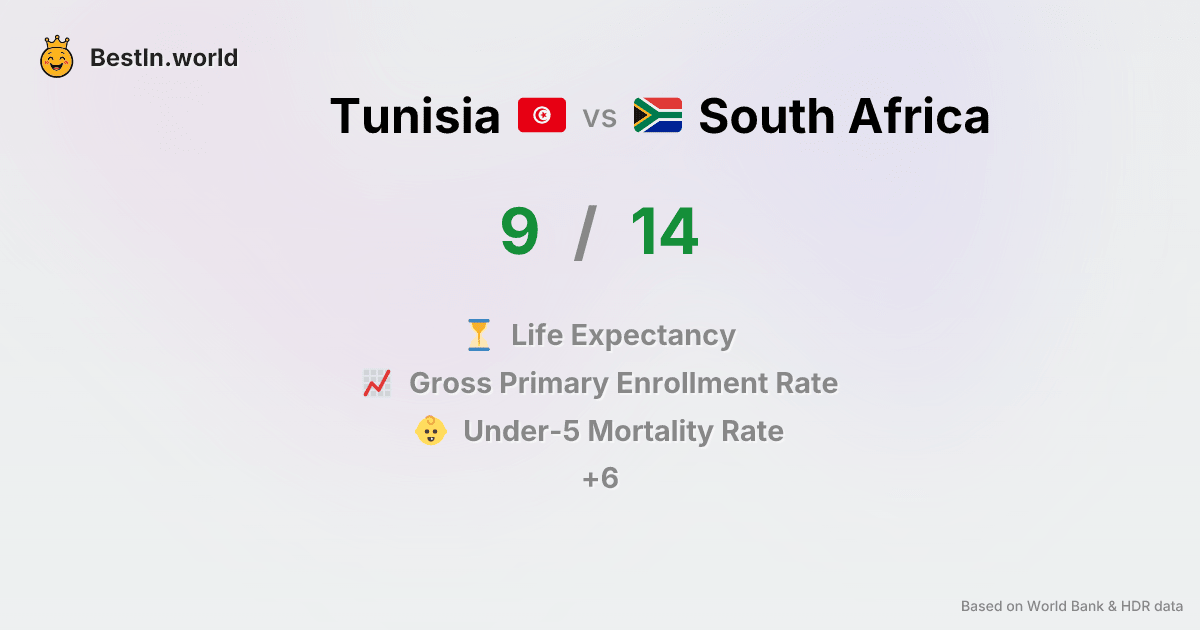 BestIn.world
Tunisia vs South Africa
9 / 14
Life Expectancy
Gross Primary Enrollment Rate
Under-5 Mortality Rate
+6
Based on World Bank & HDR data